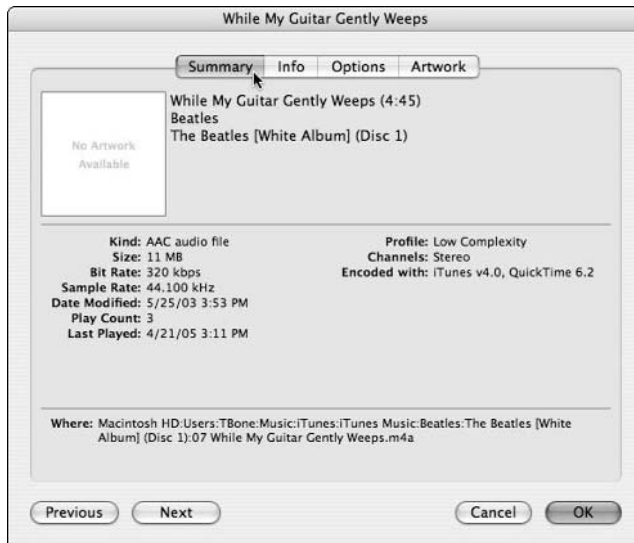 While My Guitar Gently Weeps
Summary Info Options Artwork
No Artwork
Available
While My Guitar Gently Weeps (4:45)
Beatles
The Beatles [White Album] (Disc 1)
Kind: AAC audio file
Size: 11 MB
Bit Rate: 320 kbps
Sample Rate: 44.100 kHz
Date Modified: 5/25/03 3:53 PM
Play Count: 3
Last Played: 4/21/05 3:11 PM
Profile: Low Complexity
Channels: Stereo
Encoded with: iTunes v4.0, QuickTime 6.2
Where: Macintosh HD:Users:TBone:Music:iTunes:iTunes Music:Beatles:The Beatles [White
Album] (Disc 1):07 While My Guitar Gently Weeps.m4a
Previous Next Cancel OK